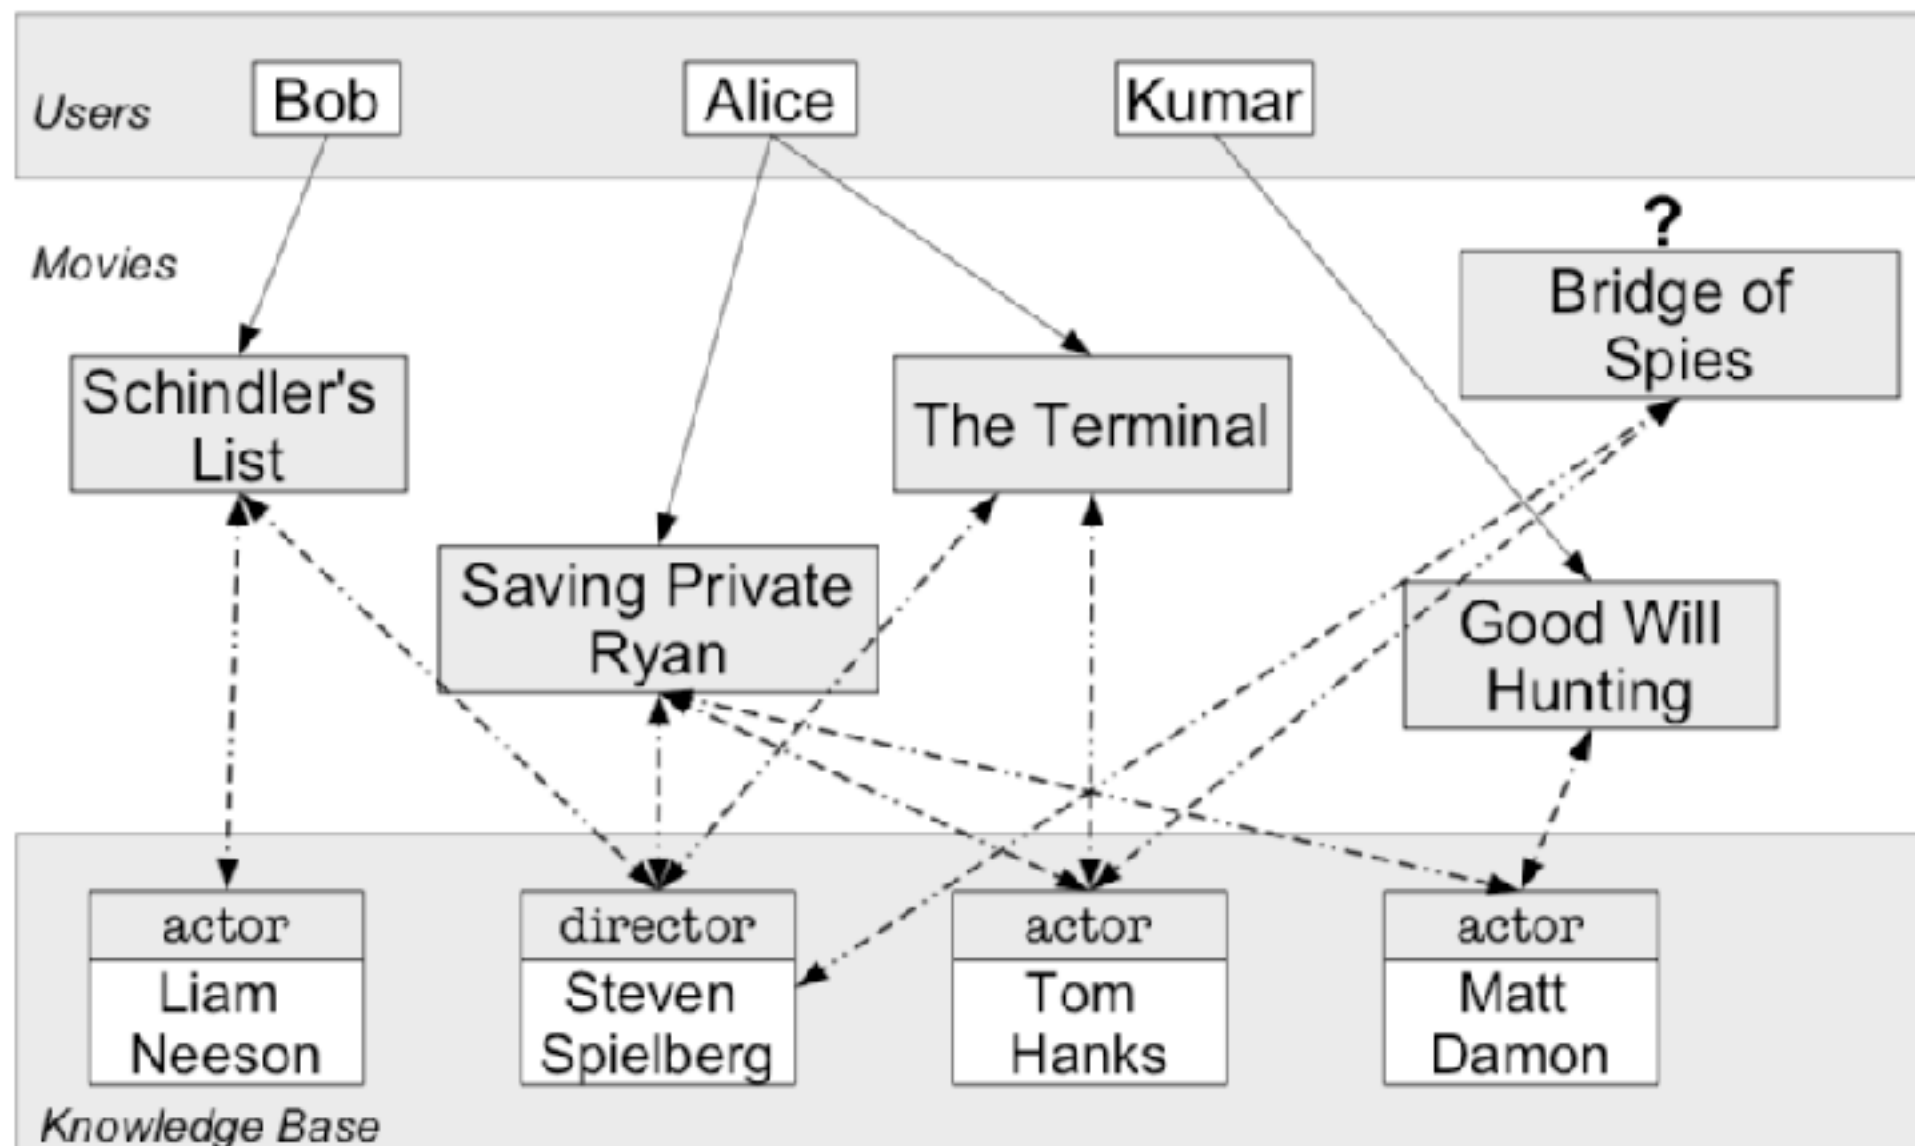 Users
Bob
Alice
Kumar
Movies
?
Bridge of
Spies
Schindler's
List
The Terminal
Saving Private
Ryan
Good Will
Hunting
actor
Liam
Neeson
director
Steven
Spielberg
actor
Tom
Hanks
actor
Matt
Damon
Knowledge Base